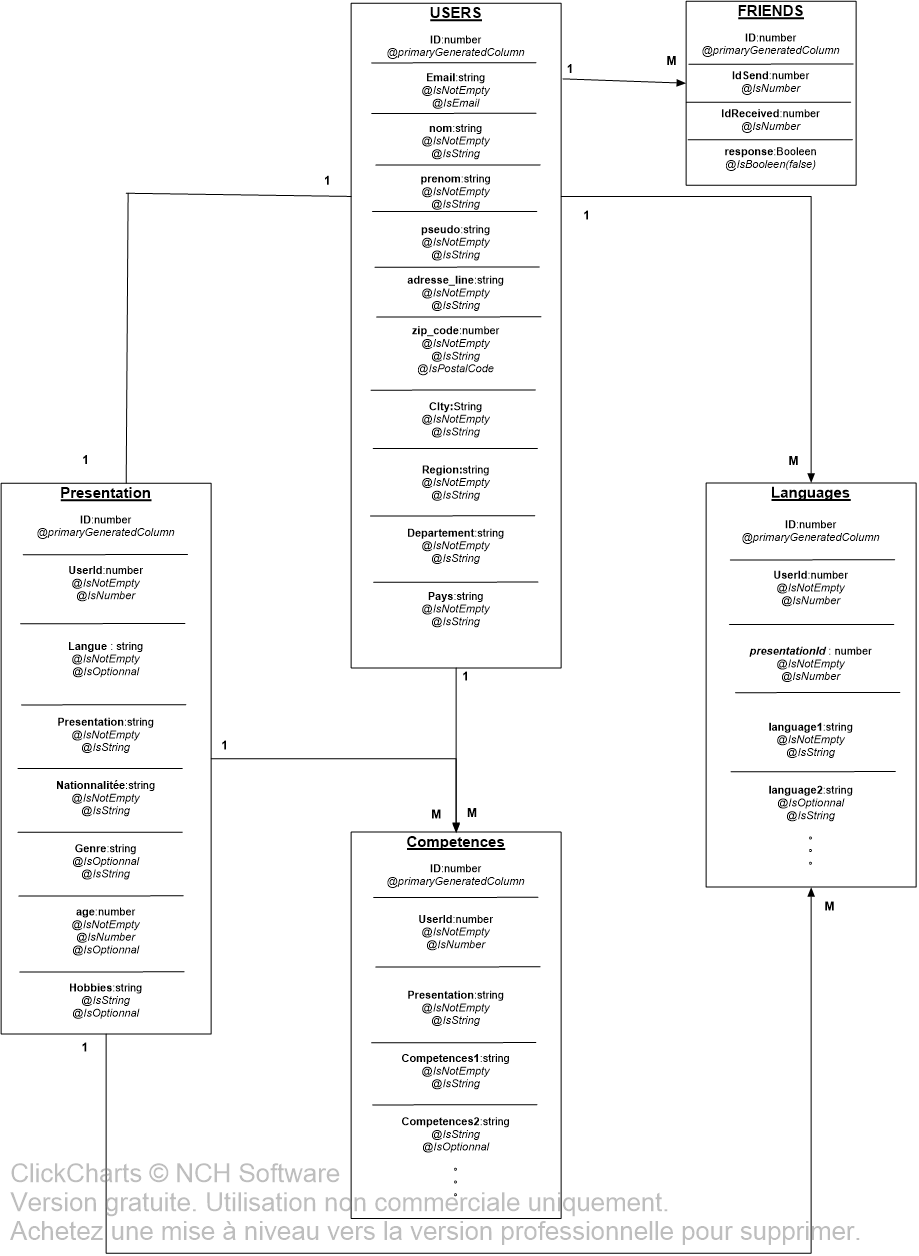 USERS
ID:number
@primaryGeneratedColumn
Email:string
@IsNotEmpty
@IsEmail
nom:string
@IsNotEmpty
@IsString
prenom:string
@IsNotEmpty
@IsString
pseudo:string
@IsNotEmpty
@IsString
adresse_line:string
@IsNotEmpty
@IsString
zip_code:number
@IsNotEmpty
@IsString
@IsPostalCode
CIty:String
@IsNotEmpty
@IsString
Region:string
@IsNotEmpty
@IsString
Departement:string
@IsNotEmpty
@IsString
Pays:string
@IsNotEmpty
@IsString
FRIENDS
ID:number
@primaryGeneratedColumn
IdSend:number
@IsNumber
IdReceived:number
@IsNumber
response:Booleen
@IsBooleen(false)
1
M
1
1
1
M
Presentation
ID:number
@primaryGeneratedColumn
UserId:number
@IsNotEmpty
@IsNumber
Langue : string
@IsNotEmpty
@IsOptionnal
Presentation:string
@IsNotEmpty
@IsString
Nationnalitée:string
@IsNotEmpty
@IsString
Genre:string
@IsOptionnal
@IsString
age:number
@IsNotEmpty
@IsNumber
@IsOptionnal
Hobbies:string
@IsString
@IsOptionnal
Languages
ID:number
@primaryGeneratedColumn
UserId:number
@IsNotEmpty
@IsNumber
presentationId : number
@IsNotEmpty
@IsNumber
language1:string
@IsNotEmpty
@IsString
language2:string
@IsOptionnal
@IsString
1
1
M
M
Competences
ID:number
@primaryGeneratedColumn
UserId:number
@IsNotEmpty
@IsNumber
Presentation:string
@IsNotEmpty
@IsString
Competences1:string
@IsNotEmpty
@IsString
Competences2:string
@IsString
@IsOptionnal
M
1
ClickCharts © NCH Software
Version gratuite. Utilisation non commerciale uniquement.
Achetez une mise à niveau vers la version professionnelle pour supprimer.